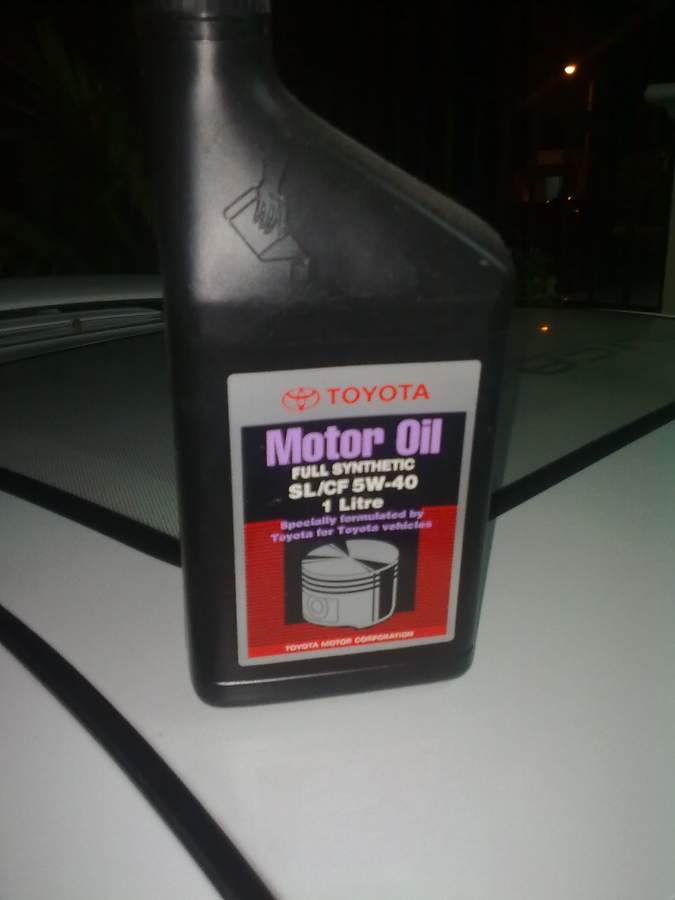 TOYOTA
Motor Oil
FULL SYNTHETIC
SL/CF 5W-40
1 Litre
Specially formulated by
Toyota for Toyota vehicles
TOYOTA MOTOR CORPORATION